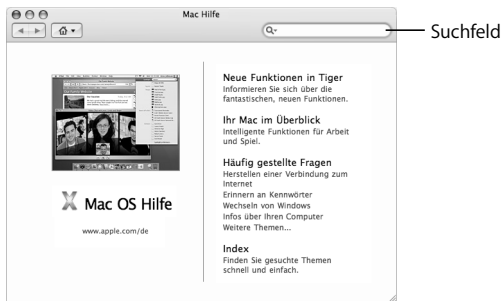 Mac Hilfe
Suchfeld
Neue Funktionen in Tiger
Informieren Sie sich über die
fantastischen, neuen Funktionen.
Ihr Mac im Überblick
Intelligente Funktionen für Arbeit
und Spiel.
Häufig gestellte Fragen
Herstellen einer Verbindung zum
Internet
Erinnern an Kennwörter
Wechseln von Windows
Infos über Ihren Computer
Weitere Themen...
Index
Finden Sie gesuchte Themen
schnell und einfach.
Mac OS Hilfe
www.apple.com/de